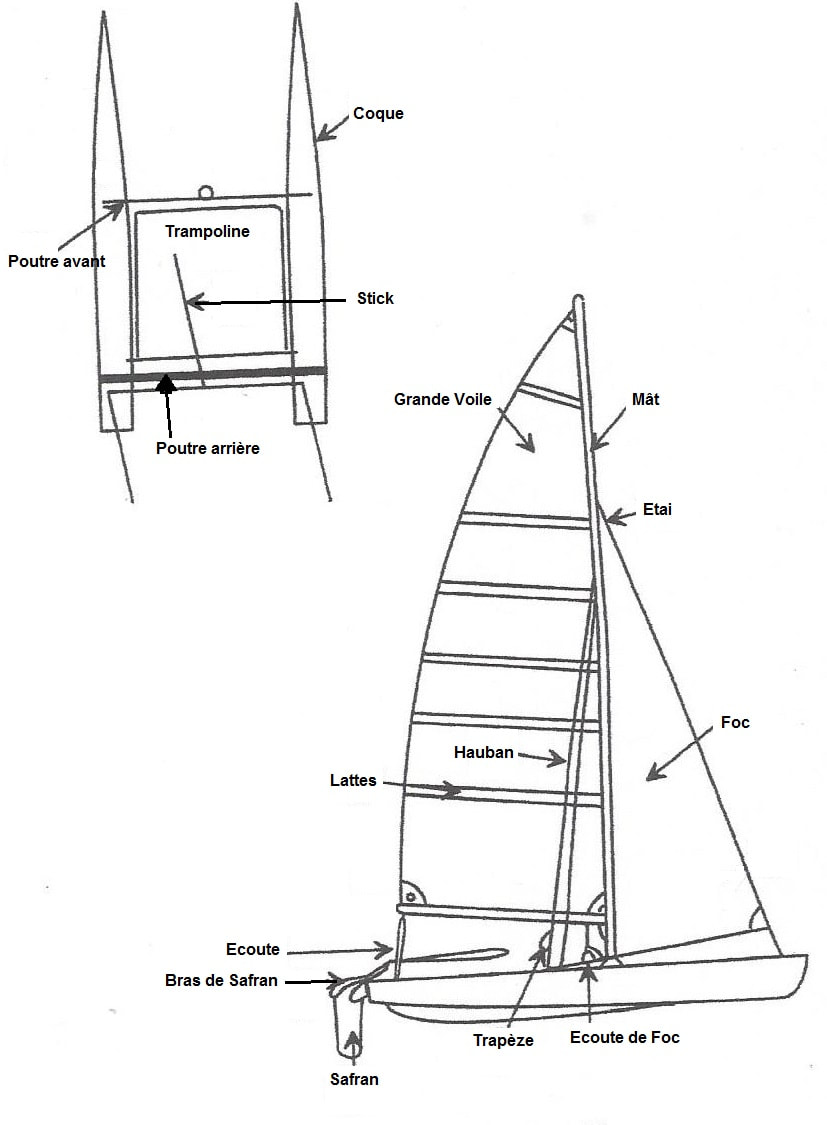 Coque
Trampoline
Poutre avant
Stick
Poutre arrière
Grande Voile
Mât
Etai
Foc
Hauban
Lattes
Ecoute
Bras de Safran
Trapèze
Ecoute de Foc
Safran